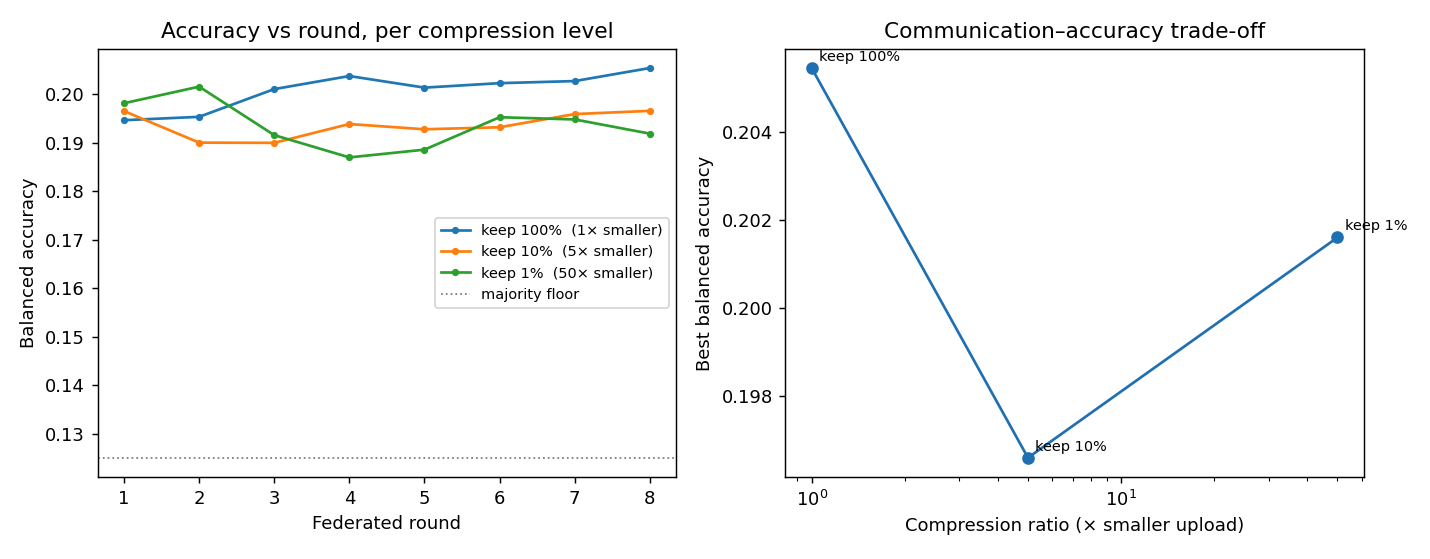 Accuracy vs round, per compression level
Balanced accuracy
0.20
0.19
0.18
0.17
0.16
0.15
0.14
0.13
keep 100%  (1× smaller)
keep 10%  (5× smaller)
keep 1%  (50× smaller)
majority floor
1 2 3 4 5 6 7 8
Federated round
Communication–accuracy trade-off
Best balanced accuracy
0.204
0.202
0.200
0.198
keep 100%
keep 1%
keep 10%
10⁰ 10¹
Compression ratio (× smaller upload)